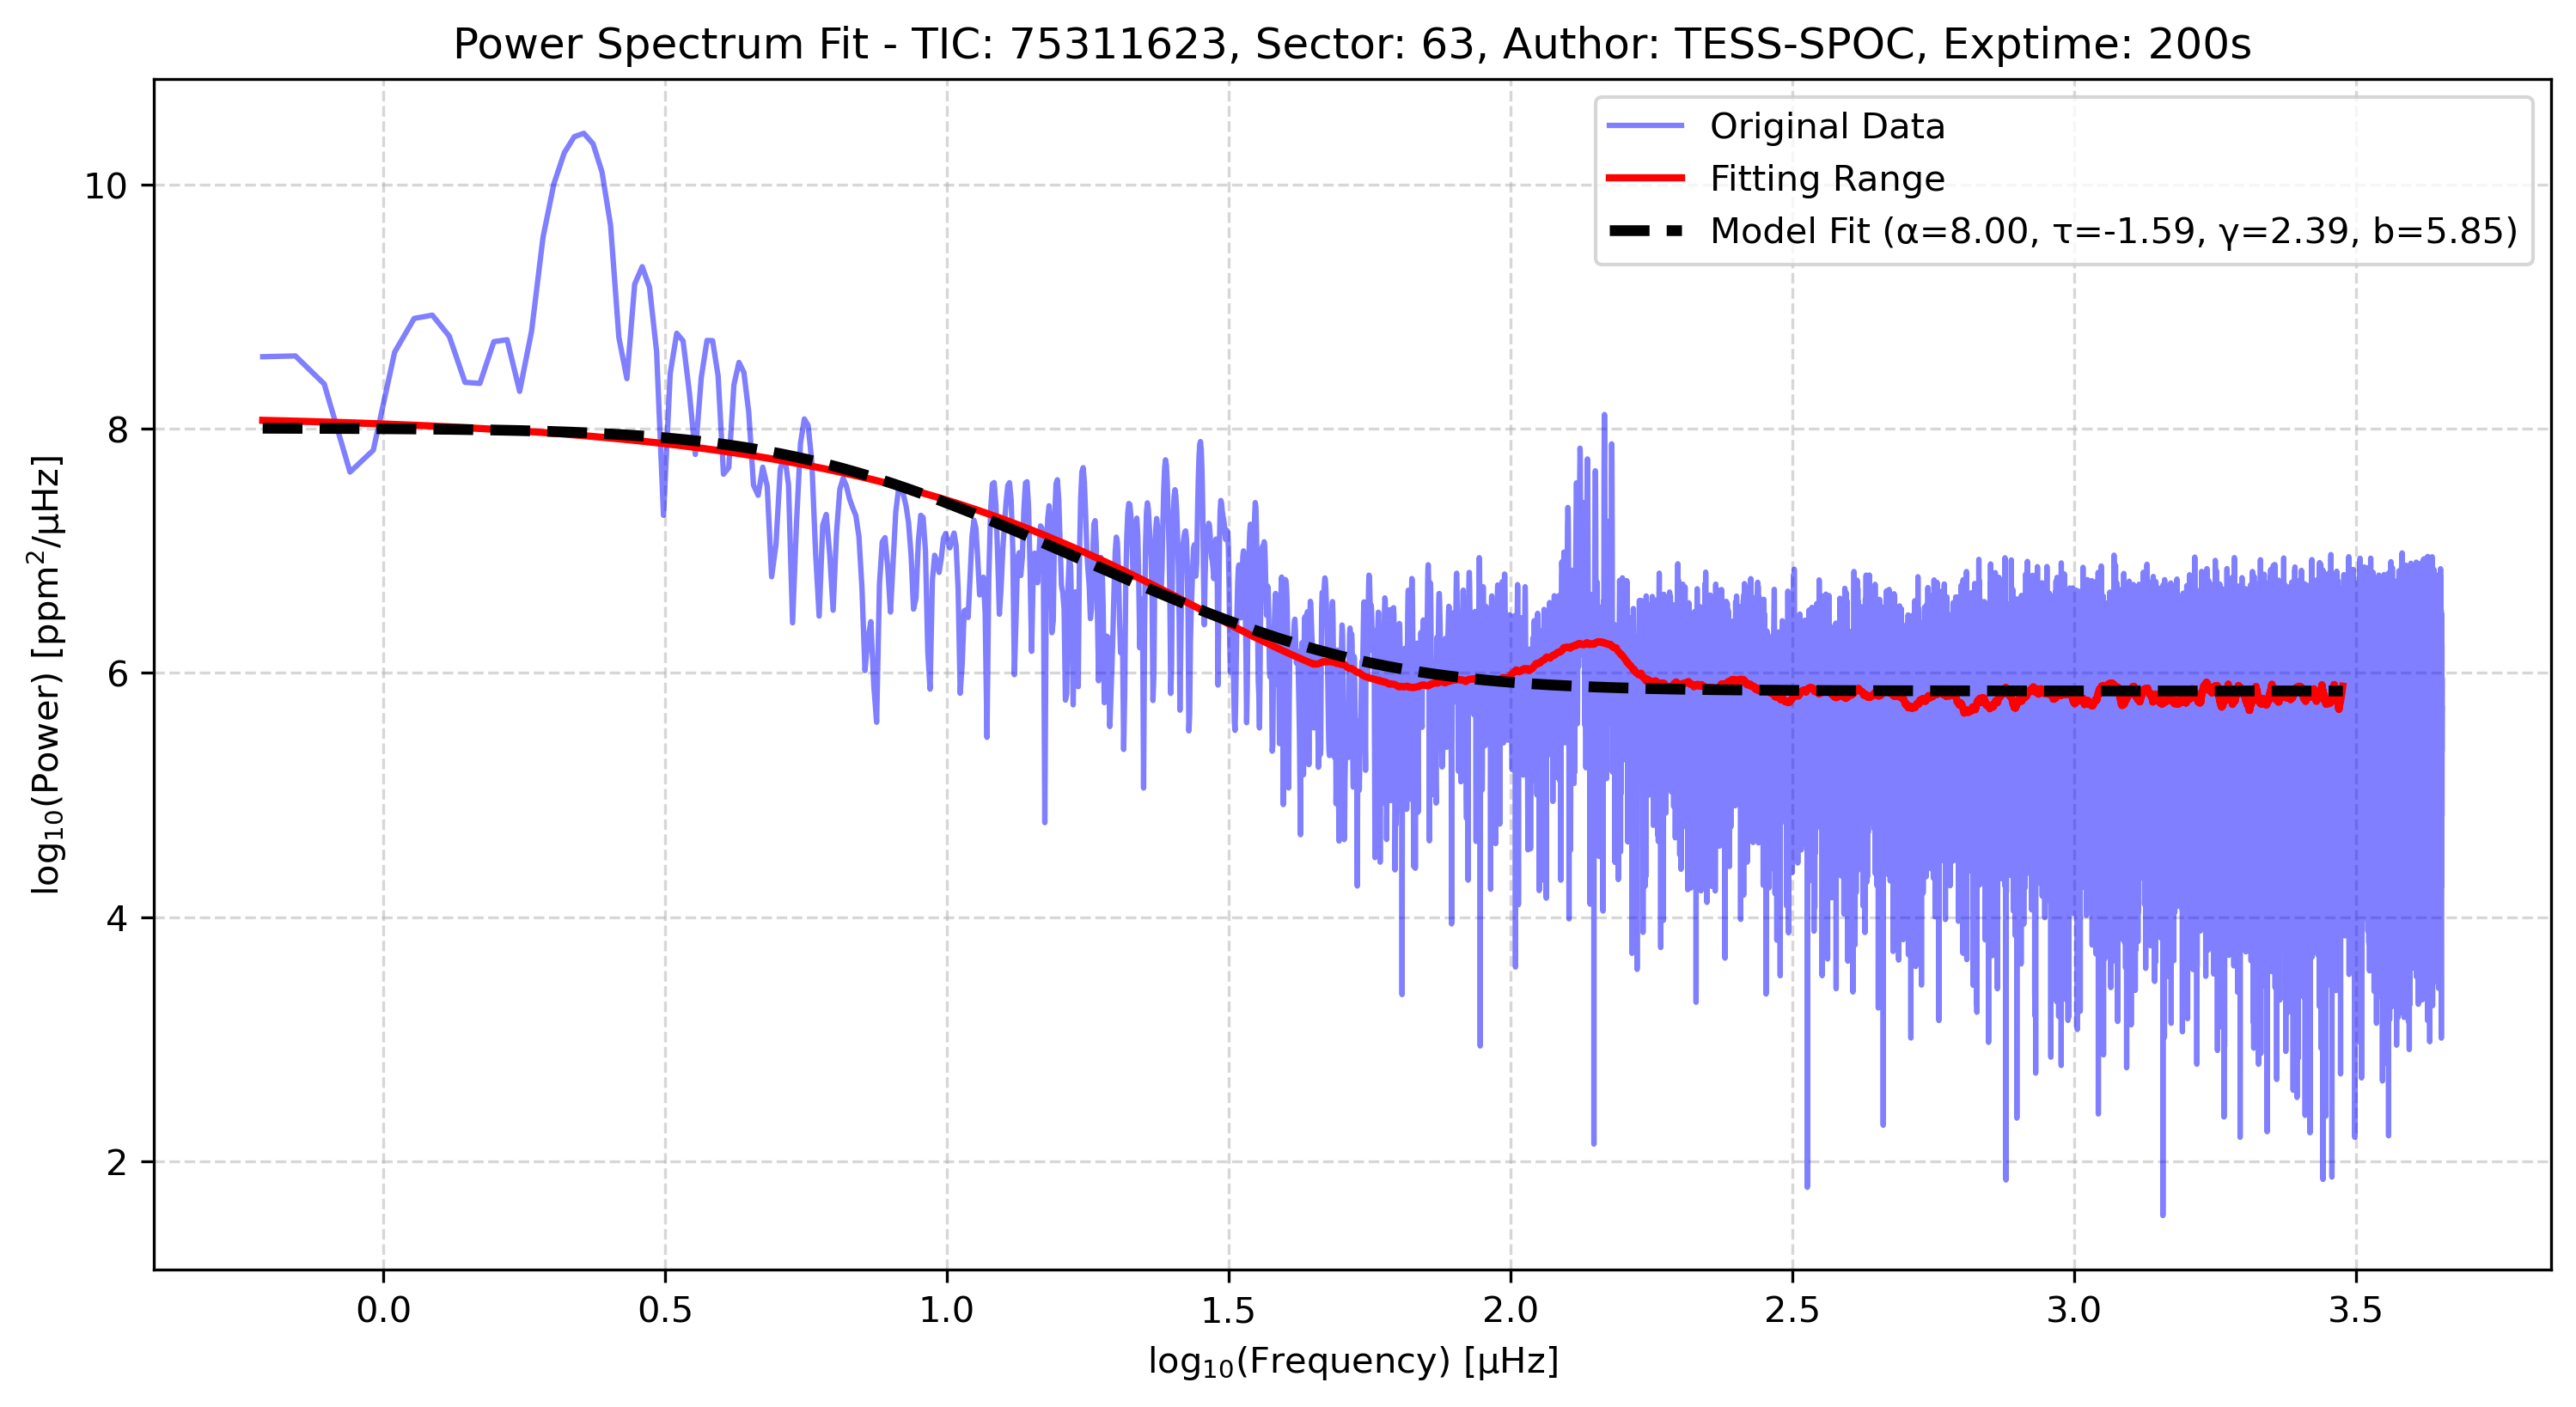 Power Spectrum Fit - TIC: 75311623, Sector: 63, Author: TESS-SPOC, Exptime: 200s
Original Data
Fitting Range
Model Fit (α=8.00, τ=-1.59, γ=2.39, b=5.85)
log₁₀(Power) [ppm²/μHz]
10
8
6
4
2
0.0 0.5 1.0 1.5 2.0 2.5 3.0 3.5
log₁₀(Frequency) [μHz]